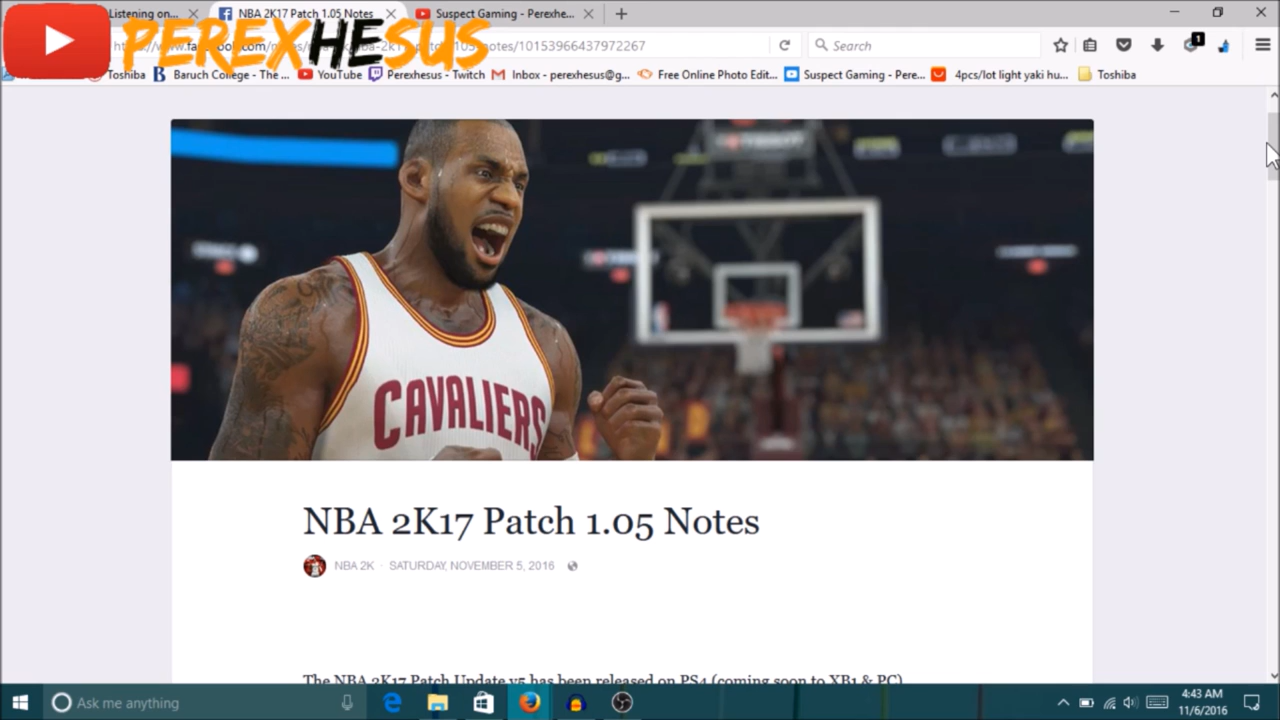 Listening on...
NBA 2K17 Patch 1.05 Notes
Suspect Gaming - Perexhe...
PEREXHESUS
notes/10153966437972267
Search
1
Toshiba
Baruch College - The ...
YouTube
Perexhesus - Twitch
Inbox - perexhesus@g...
Free Online Photo Edit...
Suspect Gaming - Pere...
4pcs/lot light yaki hu...
Toshiba
CAVALIERS
NBA 2K17 Patch 1.05 Notes
NBA 2K · SATURDAY, NOVEMBER 5, 2016
The NBA 2K17 Patch Update v5 has been released on PS4 (coming soon to XB1 & PC)
Ask me anything
4:43 AM
11/6/2016